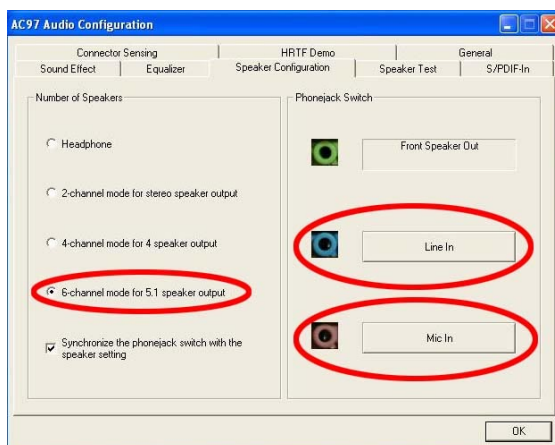 AC97 Audio Configuration
Connector Sensing
HRTF Demo
General
Sound Effect
Equalizer
Speaker Configuration
Speaker Test
S/PDIF-In
Number of Speakers
Headphone
2-channel mode for stereo speaker output
4-channel mode for 4 speaker output
6-channel mode for 5.1 speaker output
Synchronize the phonejack switch with the
speaker setting
Phonejack Switch
Front Speaker Out
Line In
Mic In
OK